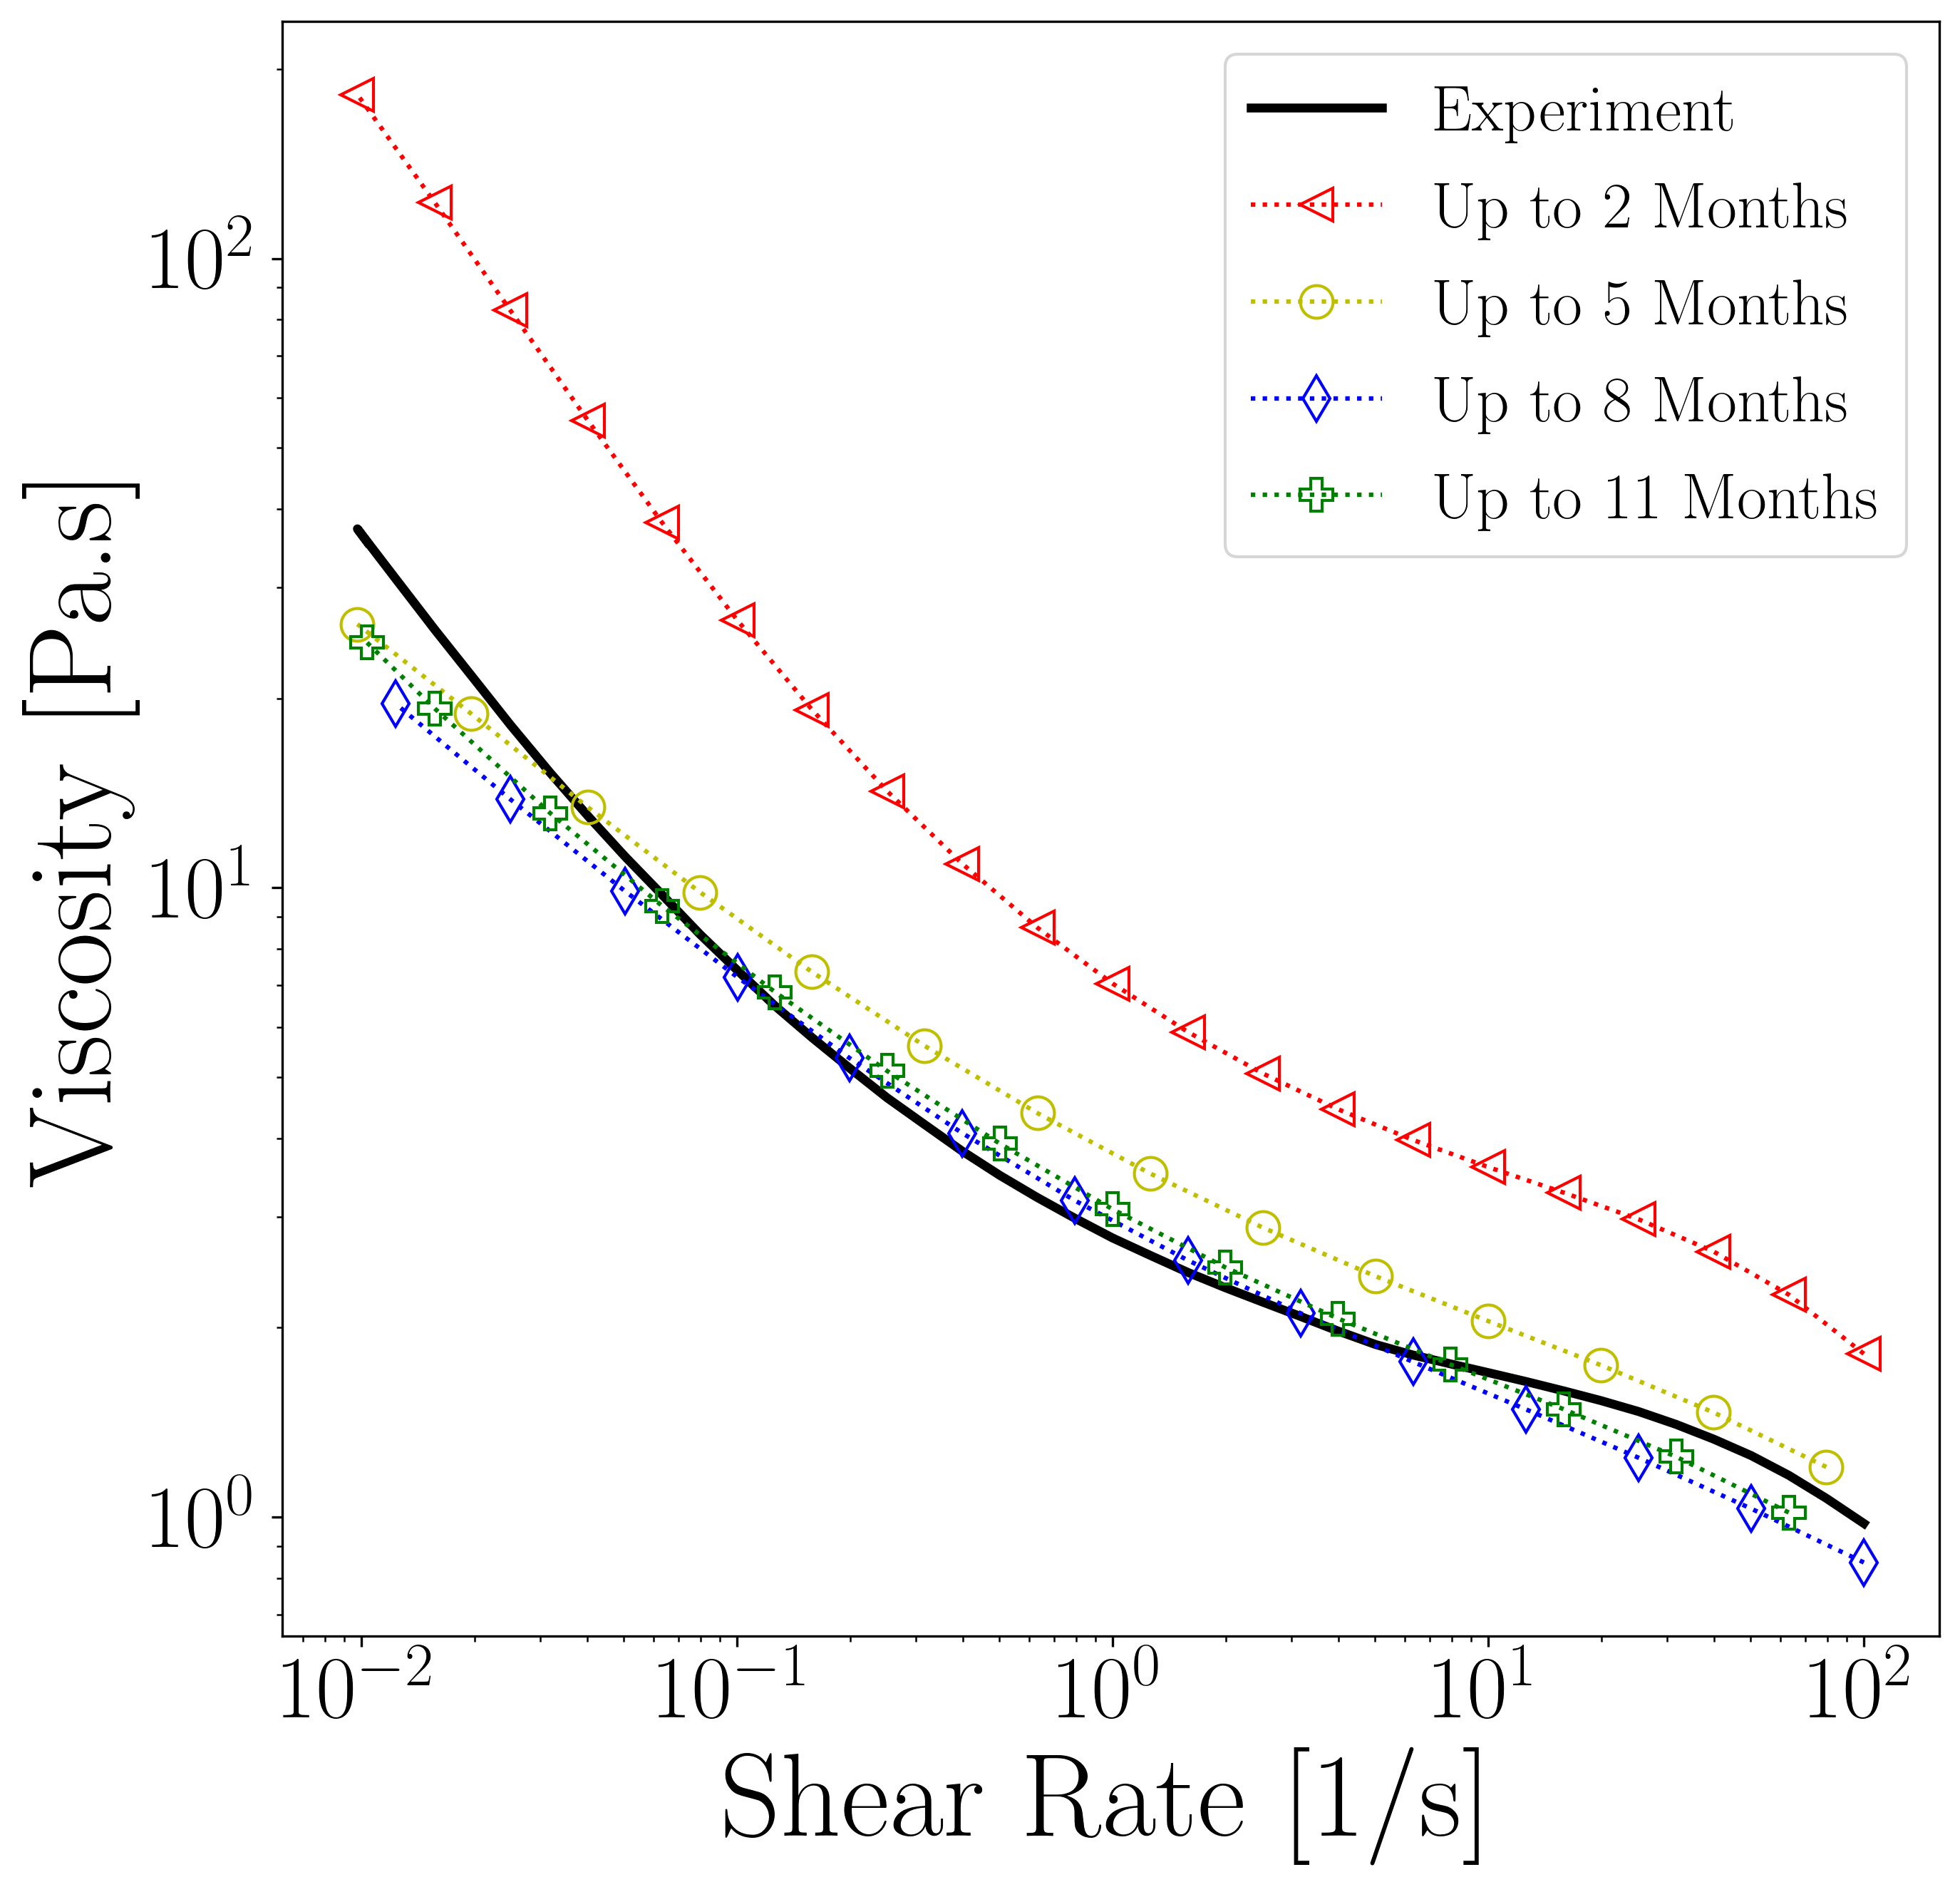 Experiment
Up to 2 Months
Up to 5 Months
Up to 8 Months
Up to 11 Months
Viscosity [Pa.s]
10²
10¹
10⁰
10⁻² 10⁻¹ 10⁰ 10¹ 10²
Shear Rate [1/s]